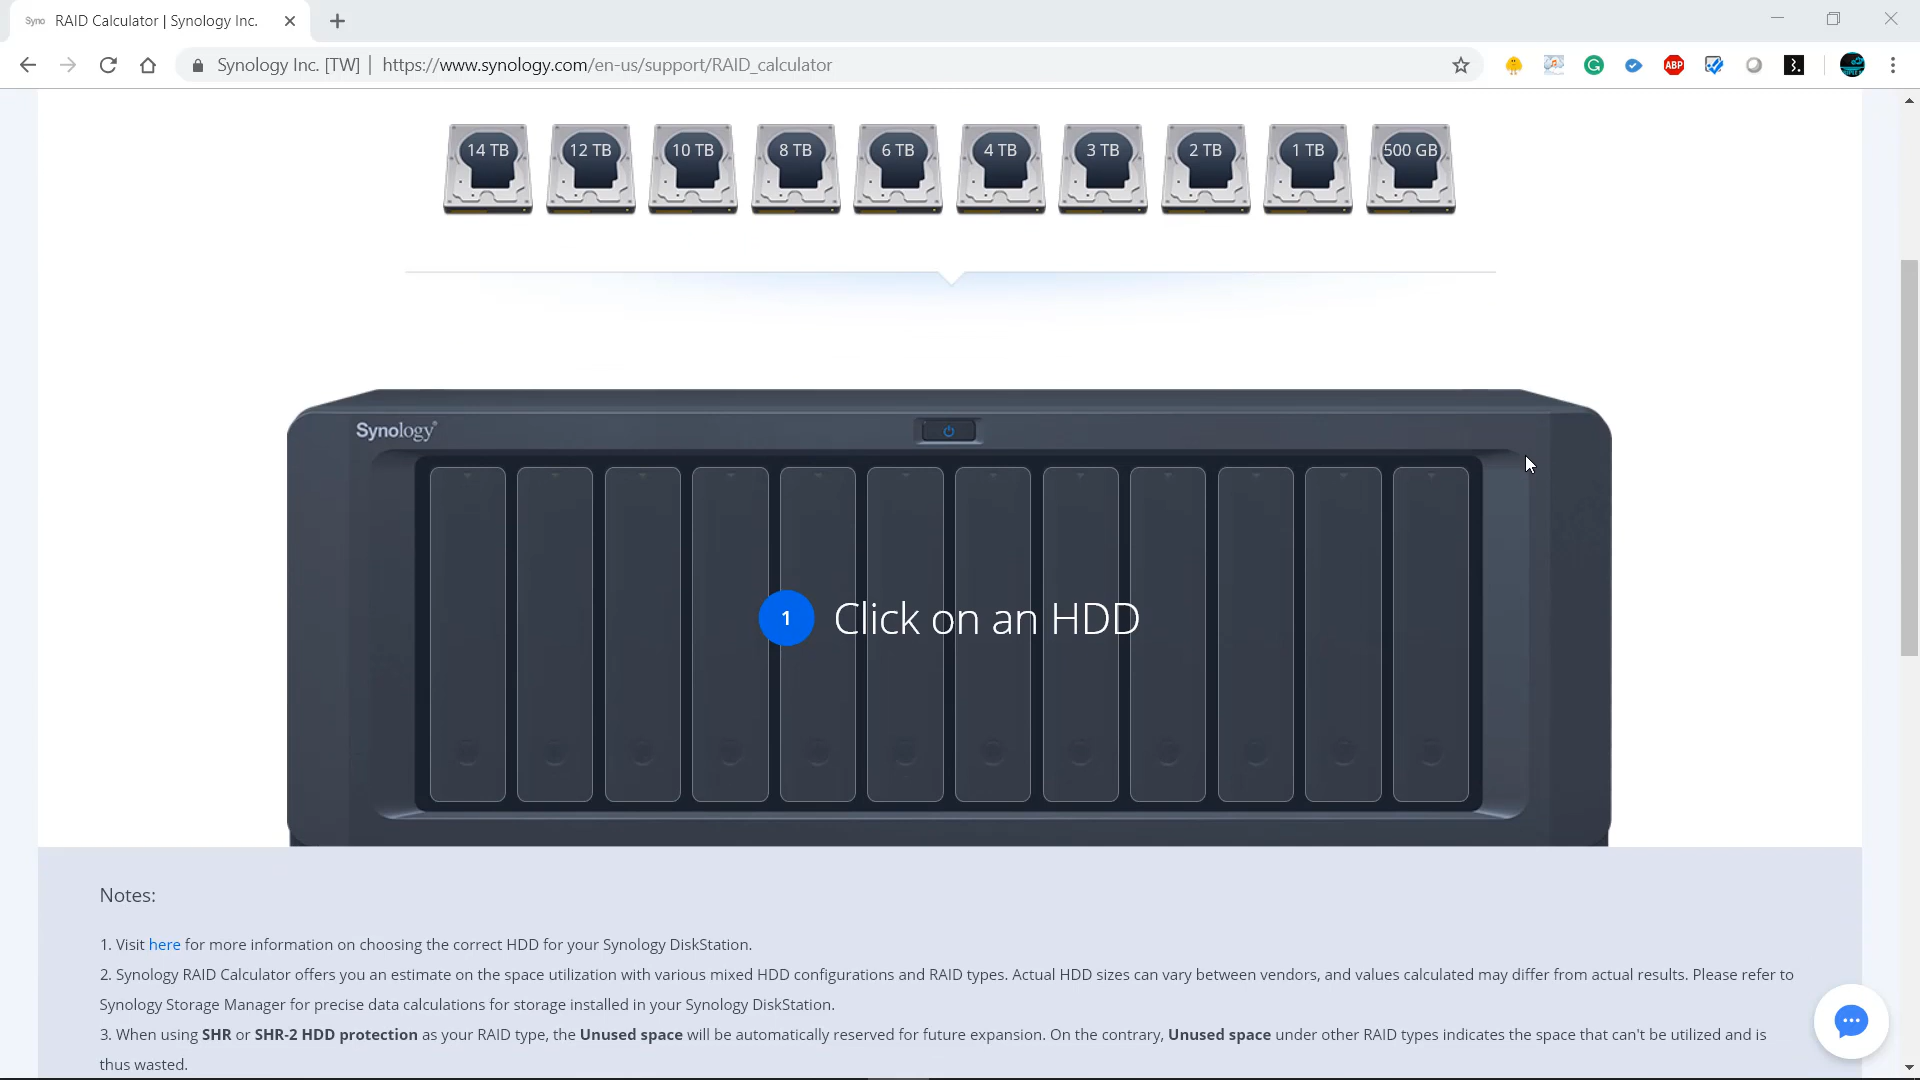 Syno RAID Calculator | Synology Inc.
Synology Inc. [TW] | https://www.synology.com/en-us/support/RAID_calculator
ABP
14 TB 12 TB 10 TB 8 TB 6 TB 4 TB 3 TB 2 TB 1 TB 500 GB
Synology®
1 Click on an HDD
Notes:
1. Visit here for more information on choosing the correct HDD for your Synology DiskStation.
2. Synology RAID Calculator offers you an estimate on the space utilization with various mixed HDD configurations and RAID types. Actual HDD sizes can vary between vendors, and values calculated may differ from actual results. Please refer to
Synology Storage Manager for precise data calculations for storage installed in your Synology DiskStation.
3. When using SHR or SHR-2 HDD protection as your RAID type, the Unused space will be automatically reserved for future expansion. On the contrary, Unused space under other RAID types indicates the space that can't be utilized and is
thus wasted.